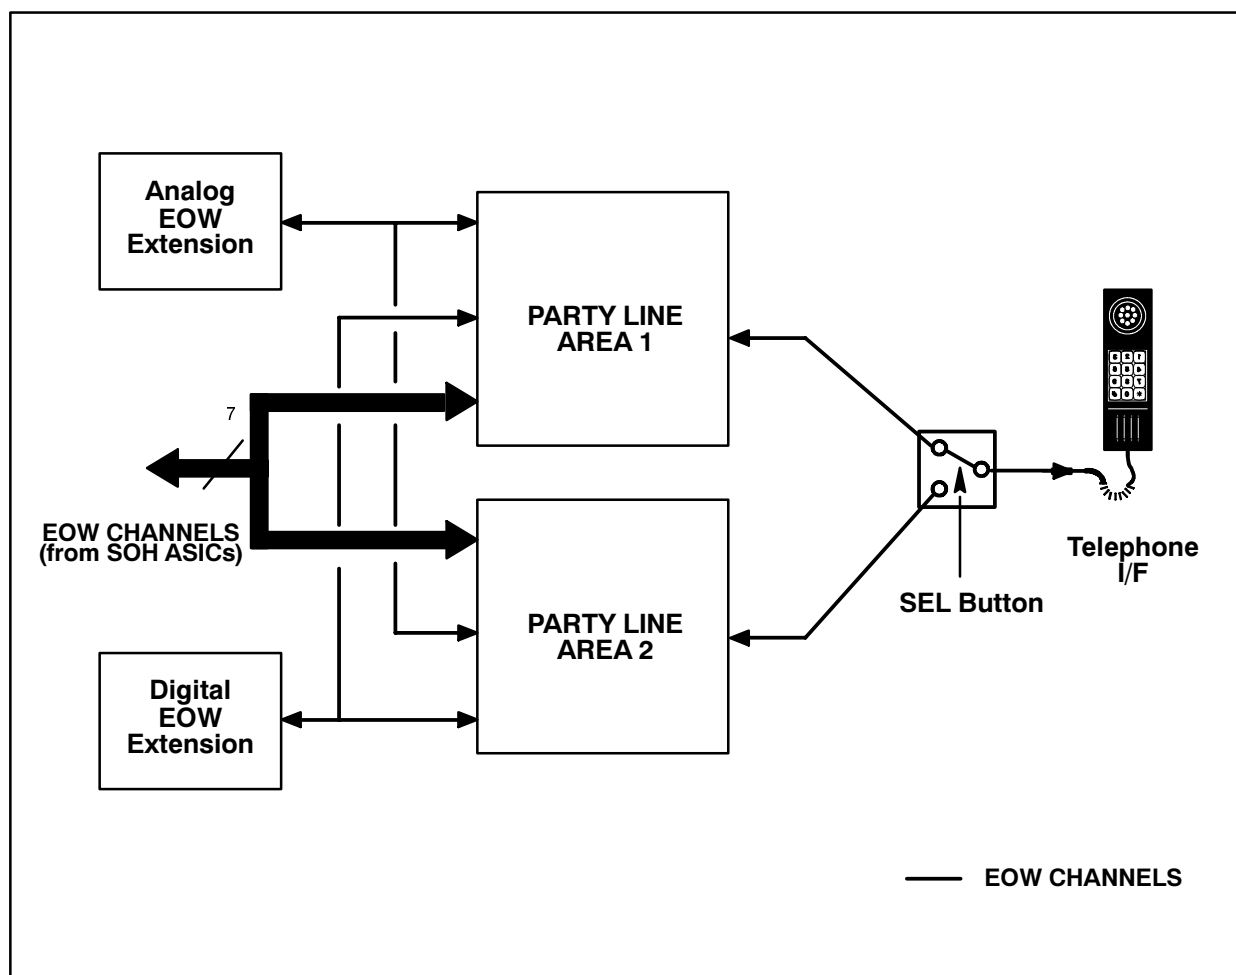 Analog
EOW
Extension
PARTY LINE
AREA 1
7
EOW CHANNELS
(from SOH ASICs)
Telephone
I/F
SEL Button
PARTY LINE
AREA 2
Digital
EOW
Extension
EOW CHANNELS